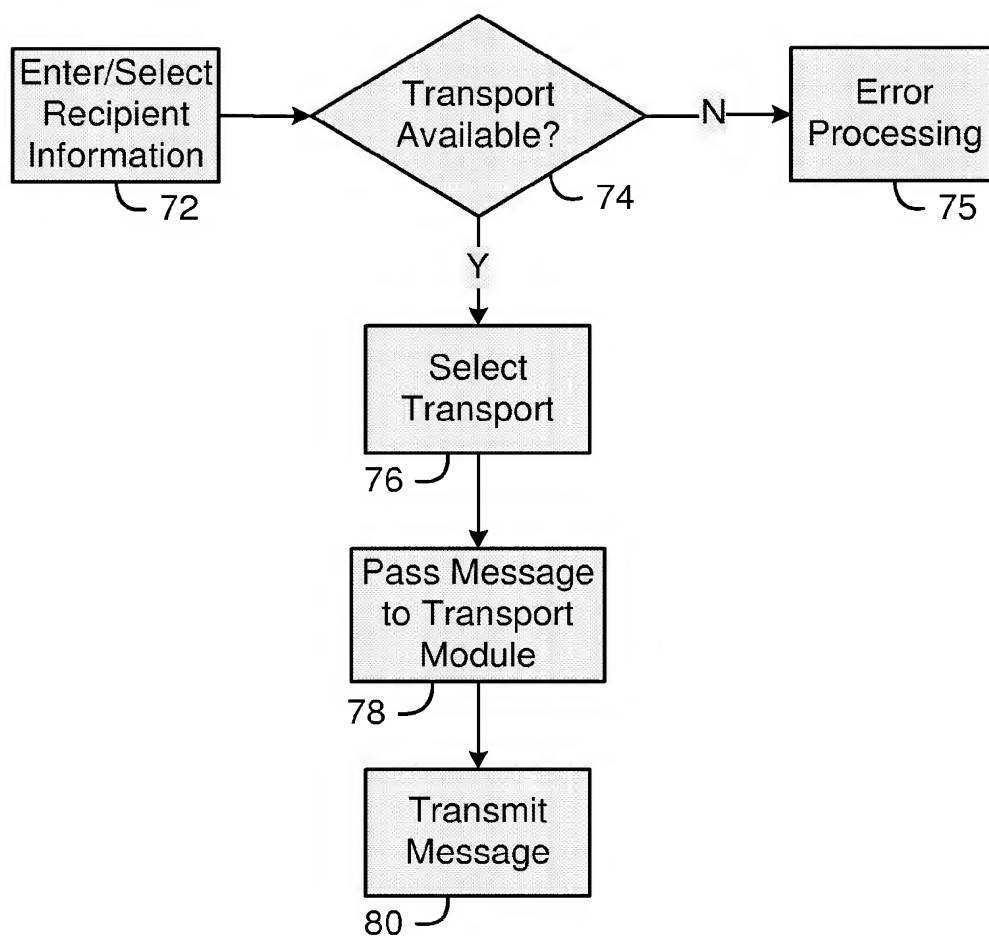 Enter/Select
Recipient
Information
72
Transport
Available?
74
N
Error
Processing
75
Y
Select
Transport
76
Pass Message
to Transport
Module
78
Transmit
Message
80